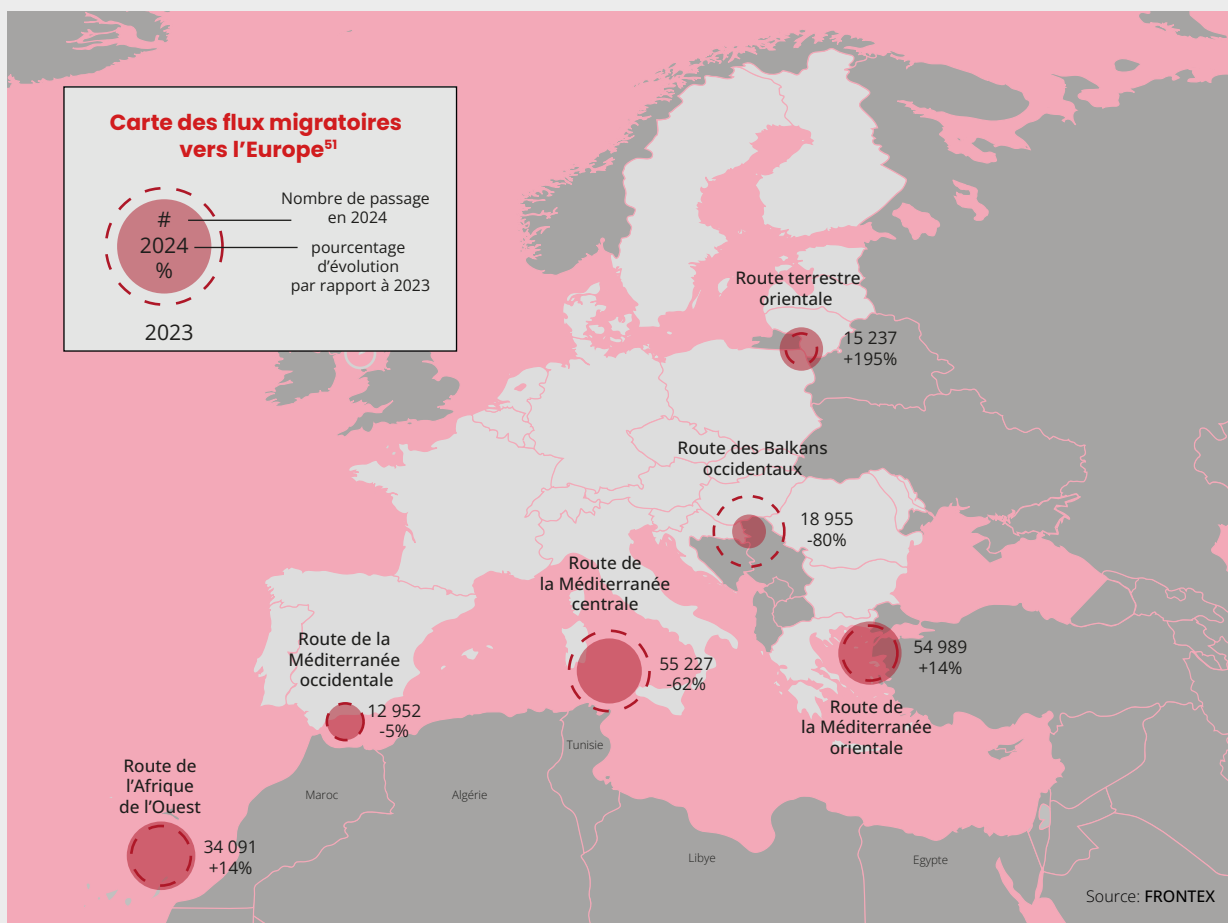 Carte des flux migratoires
vers l'Europe⁵¹
#
2024
%
2023
Nombre de passage
en 2024
pourcentage
d'évolution
par rapport à 2023
Route terrestre
orientale
15 237
+195%
Route des Balkans
occidentaux
18 955
-80%
Route de
la Méditerranée
centrale
55 227
-62%
54 989
+14%
Route de
la Méditerranée
orientale
Route de la
Méditerranée
occidentale
12 952
-5%
Route de
l'Afrique
de l'Ouest
34 091
+14%
Maroc
Algérie
Tunisie
Libye
Egypte
Source: FRONTEX